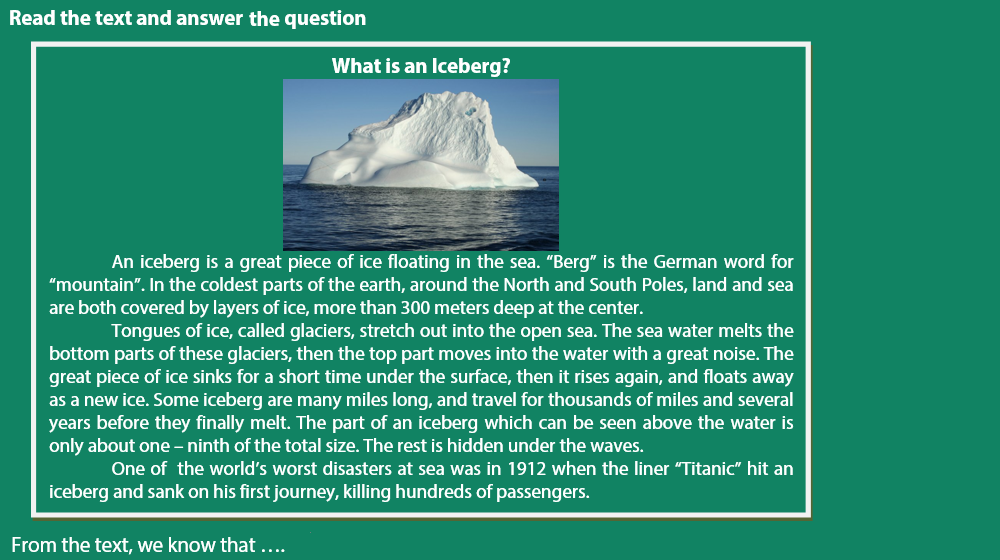 Read the text and answer the question
What is an Iceberg?
An iceberg is a great piece of ice floating in the sea. “Berg” is the German word for
“mountain”. In the coldest parts of the earth, around the North and South Poles, land and sea
are both covered by layers of ice, more than 300 meters deep at the center.
Tongues of ice, called glaciers, stretch out into the open sea. The sea water melts the
bottom parts of these glaciers, then the top part moves into the water with a great noise. The
great piece of ice sinks for a short time under the surface, then it rises again, and floats away
as a new ice. Some iceberg are many miles long, and travel for thousands of miles and several
years before they finally melt. The part of an iceberg which can be seen above the water is
only about one – ninth of the total size. The rest is hidden under the waves.
One of the world’s worst disasters at sea was in 1912 when the liner “Titanic” hit an
iceberg and sank on his first journey, killing hundreds of passengers.
From the text, we know that ….